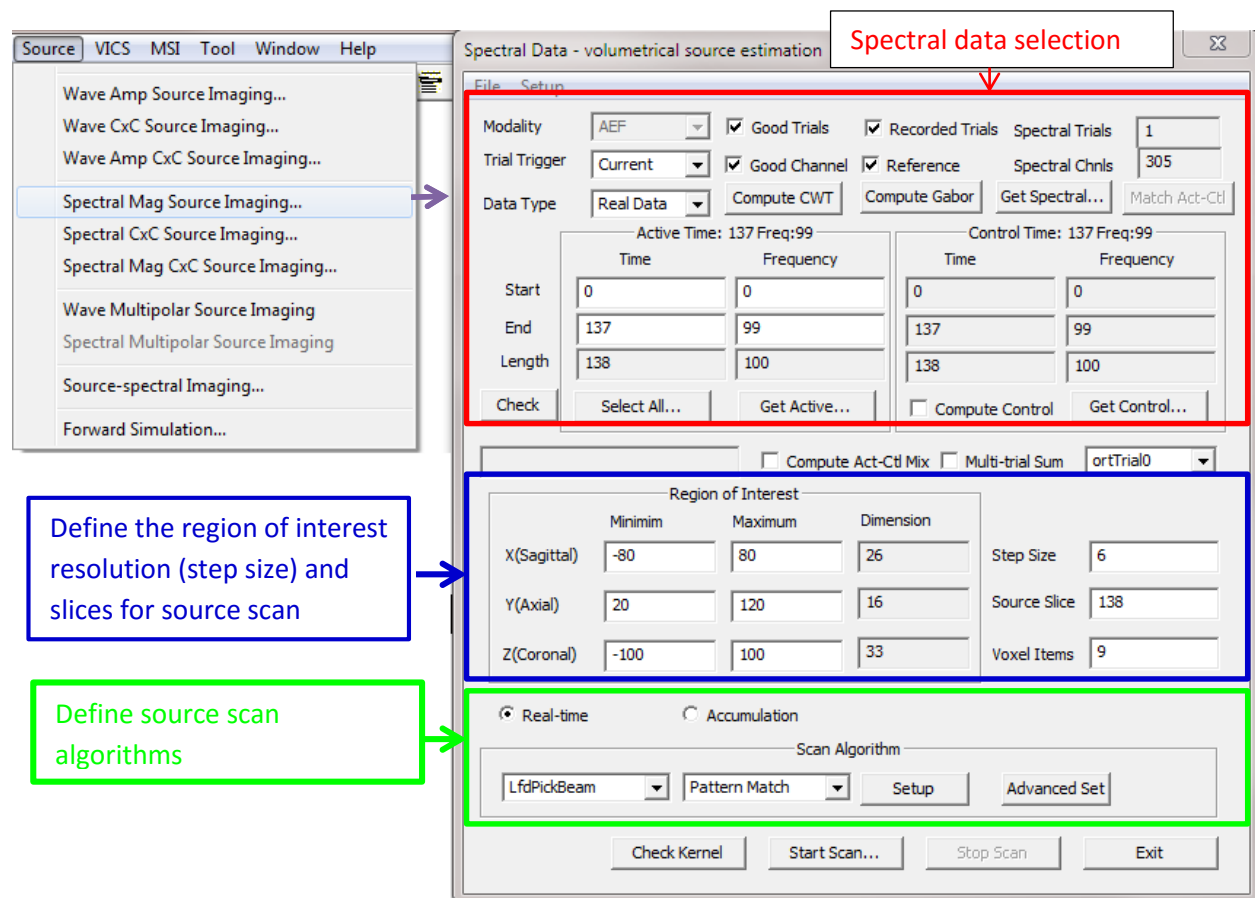 Spectral data selection
Source VICS MSI Tool Window Help
Wave Amp Source Imaging...
Wave CxC Source Imaging...
Wave Amp CxC Source Imaging...
Spectral Mag Source Imaging...
Spectral CxC Source Imaging...
Spectral Mag CxC Source Imaging...
Wave Multipolar Source Imaging
Spectral Multipolar Source Imaging
Source-spectral Imaging...
Forward Simulation...
Define the region of interest
resolution (step size) and
slices for source scan
Define source scan
algorithms
Spectral Data - volumetrical source estimation
File Setup
Modality AEF Good Trials Recorded Trials Spectral Trials 1
Trial Trigger Current Good Channel Reference Spectral Chnls 305
Data Type Real Data Compute CWT Compute Gabor Get Spectral... Match Act-Ctl
Active Time: 137 Freq:99 Control Time: 137 Freq:99
Time Frequency Time Frequency
Start 0 0 0 0
End 137 99 137 99
Length 138 100 138 100
Check Select All... Get Active... Compute Control Get Control...
Compute Act-Ctl Mix Multi-trial Sum ortTrial0
Region of Interest
Minimim Maximum Dimension
X(Sagittal) -80 80 26 Step Size 6
Y(Axial) 20 120 16 Source Slice 138
Z(Coronal) -100 100 33 Voxel Items 9
Real-time Accumulation
Scan Algorithm
LfdPickBeam Pattern Match Setup Advanced Set
Check Kernel Start Scan... Stop Scan Exit